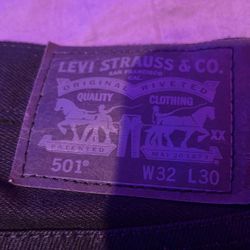 LEVI STRAUSS & CO.
SAN FRANCISCO
CAL.
ORIGINAL RIVETED
QUALITY CLOTHING
XX
PATENTED MAY 20 1873
501® W32 L30